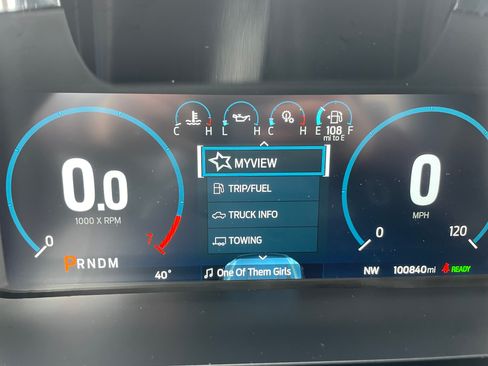 C H L H C H E F
108
mi to E
MYVIEW
TRIP/FUEL
TRUCK INFO
TOWING
0.0
1000 X RPM
0 7
0
MPH
0 120
PRNDM
40°
One Of Them Girls
NW
100840mi
READY